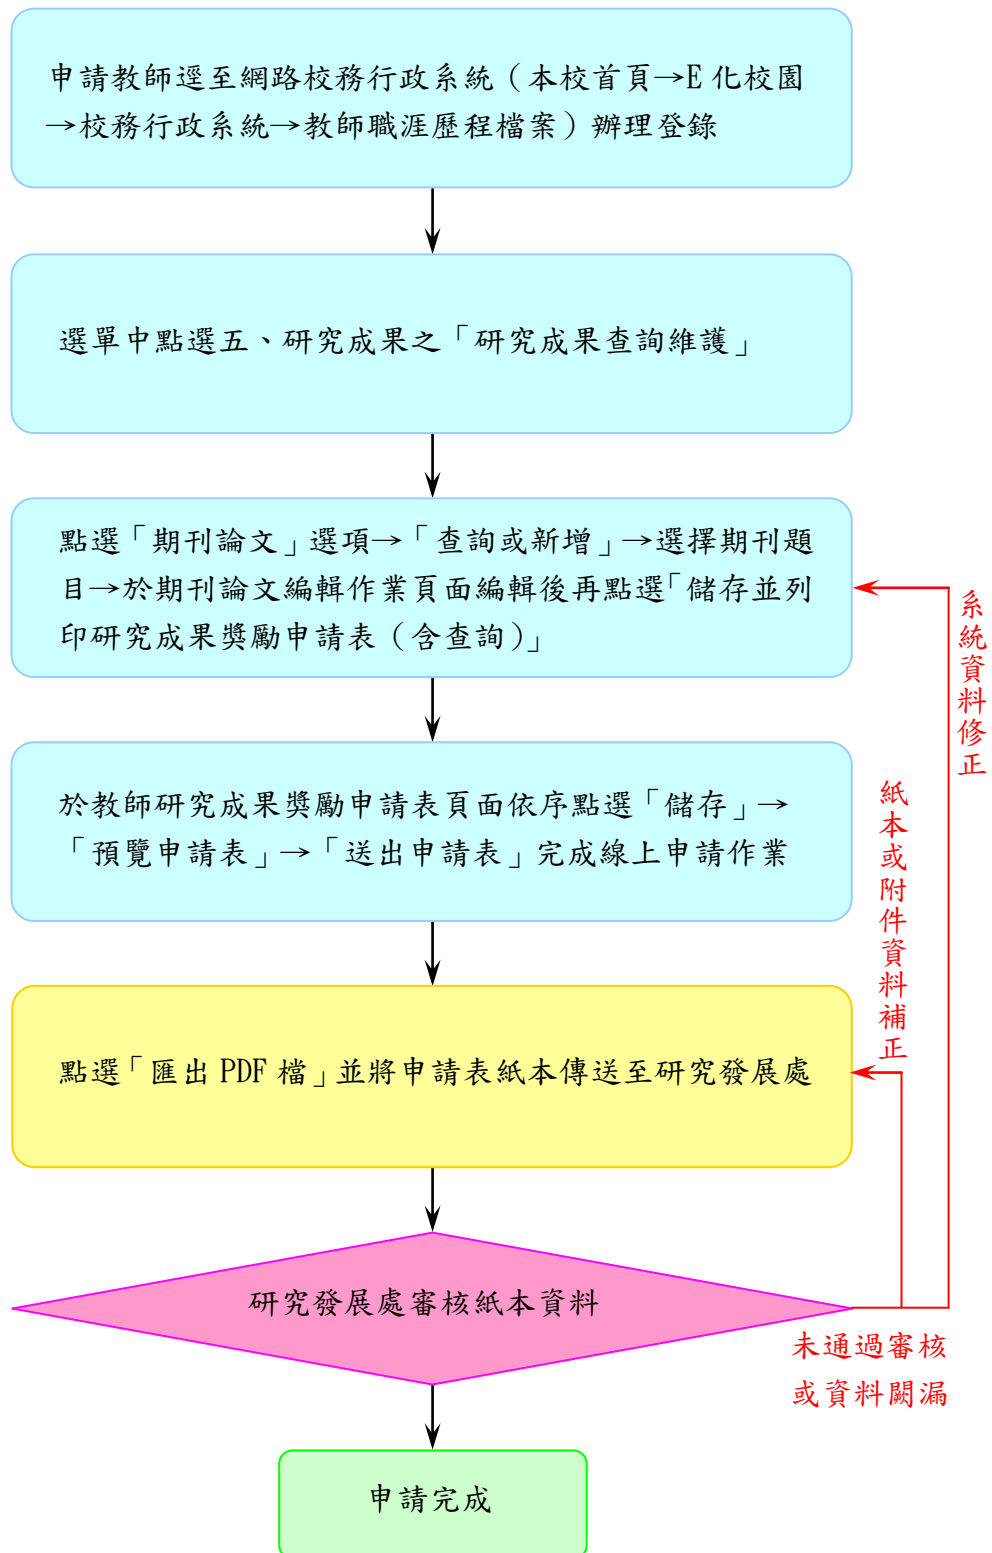 申請教師逕至網路校務行政系統（本校首頁→E 化校園
→校務行政系統→教師職涯歷程檔案）辦理登錄
選單中點選五、研究成果之「研究成果查詢維護」
點選「期刊論文」選項→「查詢或新增」→選擇期刊題
目→於期刊論文編輯作業頁面編輯後再點選「儲存並列
印研究成果獎勵申請表（含查詢）」
於教師研究成果獎勵申請表頁面依序點選「儲存」→
「預覽申請表」→「送出申請表」完成線上申請作業
點選「匯出 PDF 檔」並將申請表紙本傳送至研究發展處
研究發展處審核紙本資料
申請完成
未通過審核
或資料闕漏
紙本或附件資料補正
系統資料修正